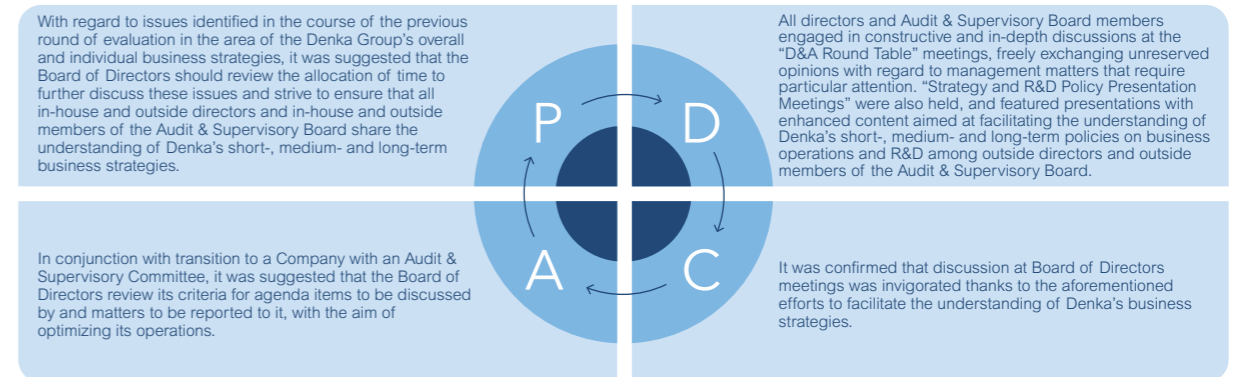 With regard to issues identified in the course of the previous
round of evaluation in the area of the Denka Group's overall
and individual business strategies, it was suggested that the
Board of Directors should review the allocation of time to
further discuss these issues and strive to ensure that all
in-house and outside directors and in-house and outside
members of the Audit & Supervisory Board share the
understanding of Denka's short-, medium- and long-term
business strategies.
P
D
All directors and Audit & Supervisory Board members
engaged in constructive and in-depth discussions at the
“D&A Round Table” meetings, freely exchanging unreserved
opinions with regard to management matters that require
particular attention. “Strategy and R&D Policy Presentation
Meetings” were also held, and featured presentations with
enhanced content aimed at facilitating the understanding of
Denka's short-, medium- and long-term policies on business
operations and R&D among outside directors and outside
members of the Audit & Supervisory Board.
In conjunction with transition to a Company with an Audit &
Supervisory Committee, it was suggested that the Board of
Directors review its criteria for agenda items to be discussed
by and matters to be reported to it, with the aim of
optimizing its operations.
A
C
It was confirmed that discussion at Board of Directors
meetings was invigorated thanks to the aforementioned
efforts to facilitate the understanding of Denka's business
strategies.